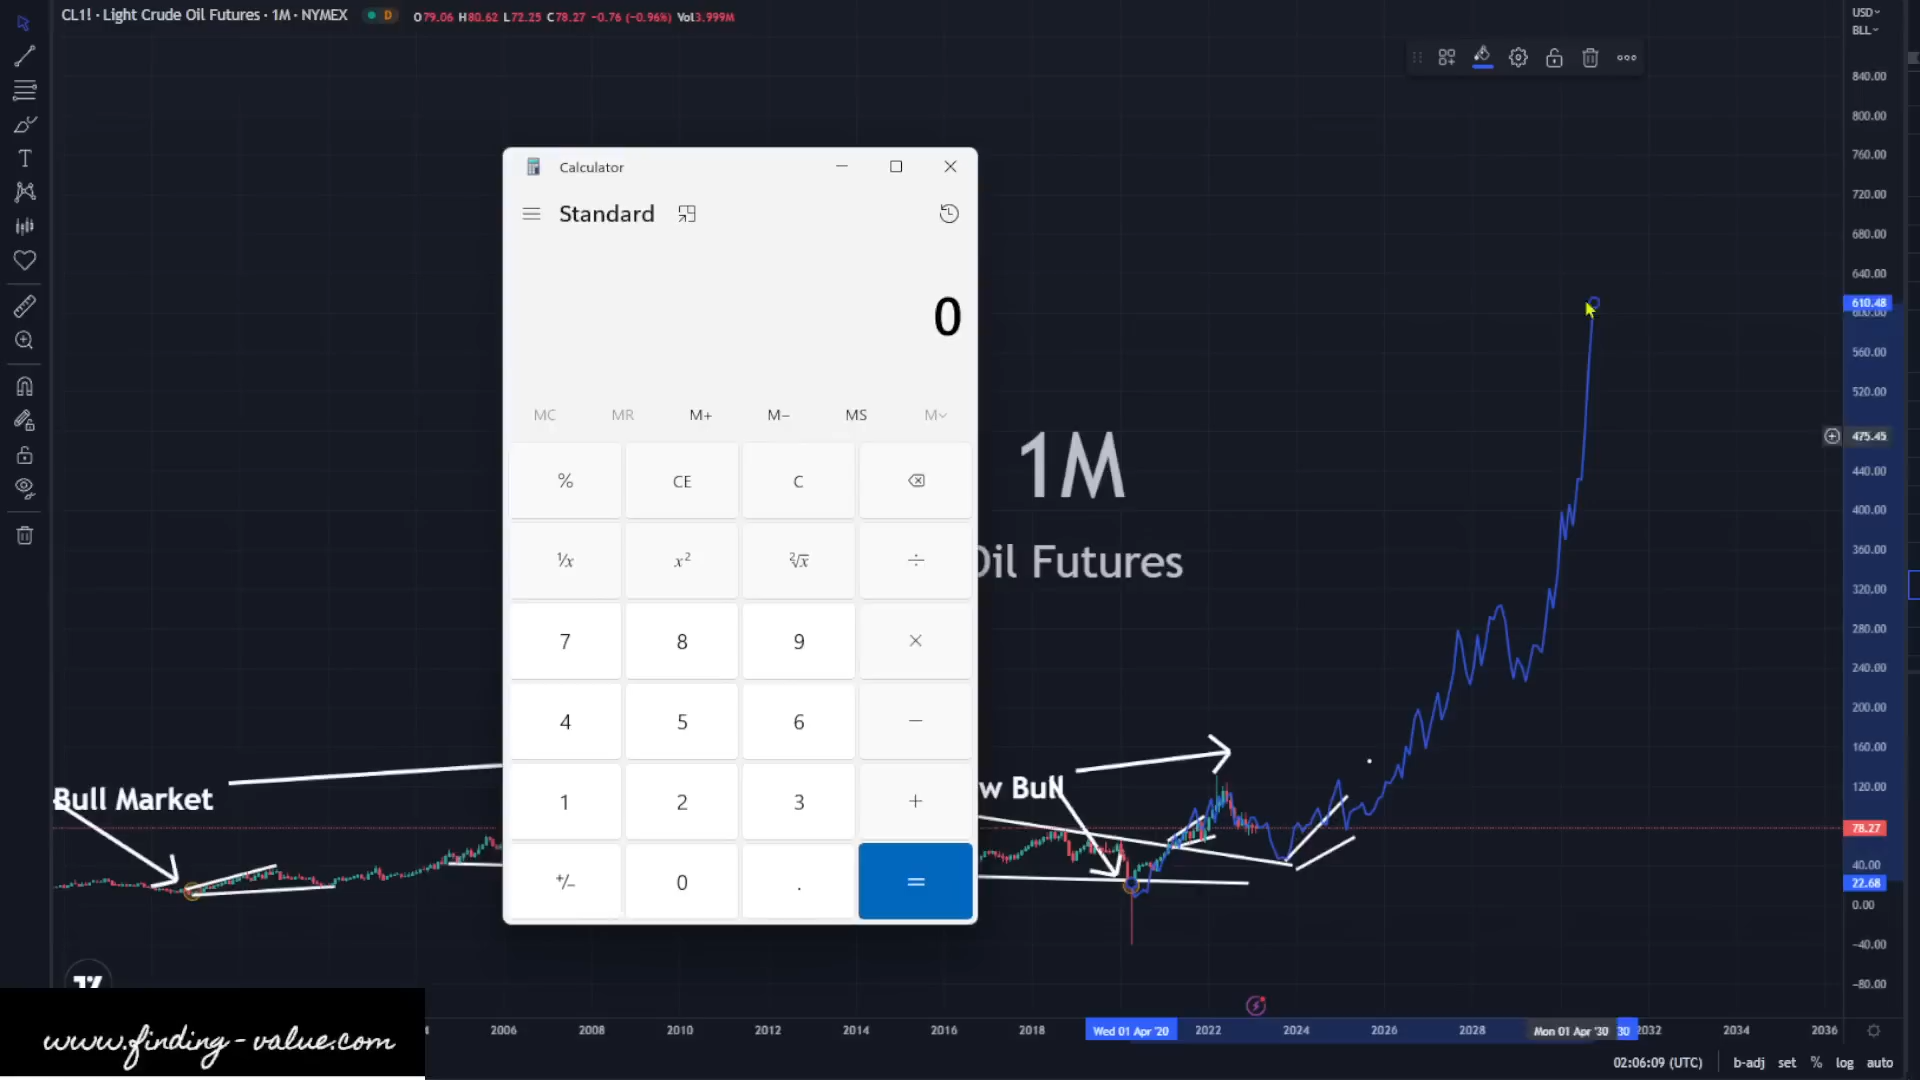 CL1! · Light Crude Oil Futures · 1M · NYMEX D O79.06 H80.62 L72.25 C78.27 −0.76 (−0.96%) Vol3.999M
USD
BLL
840.00
800.00
760.00
720.00
680.00
640.00
610.48
600.00
560.00
520.00
475.45
440.00
400.00
360.00
320.00
280.00
240.00
200.00
160.00
120.00
78.27
40.00
22.68
0.00
−40.00
−80.00
Calculator
Standard
0
MC MR M+ M− MS M
% CE C
¹/x x² ²√x ÷
7 8 9 ×
4 5 6 −
1 2 3 +
+/− 0 . =
1M
Oil Futures
Bull Market
w Bull
www.finding-value.com
2006 2008 2010 2012 2014 2016 2018 Wed 01 Apr '20 2022 2024 2026 2028 Mon 01 Apr '30 30 2032 2034 2036
02:06:09 (UTC) b-adj set % log auto